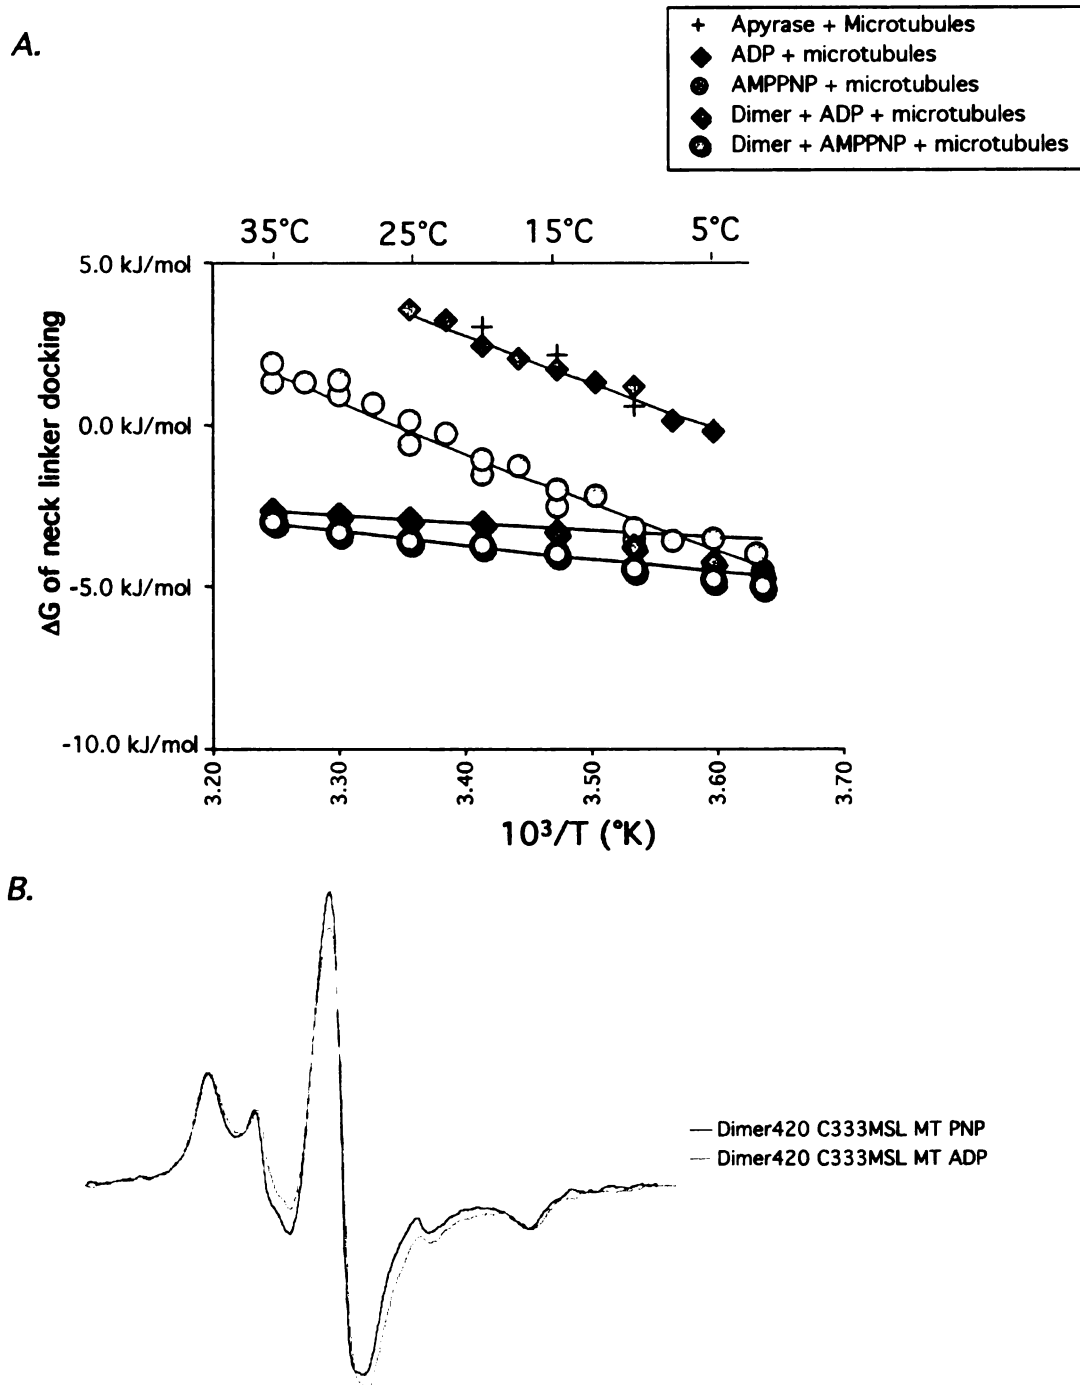 A.
+ Apyrase + Microtubules
ADP + microtubules
AMPPNP + microtubules
Dimer + ADP + microtubules
Dimer + AMPPNP + microtubules
35°C 25°C 15°C 5°C
5.0 kJ/mol
0.0 kJ/mol
-5.0 kJ/mol
-10.0 kJ/mol
ΔG of neck linker docking
3.20 3.30 3.40 3.50 3.60 3.70
10³/T (°K)
B.
Dimer420 C333MSL MT PNP
Dimer420 C333MSL MT ADP